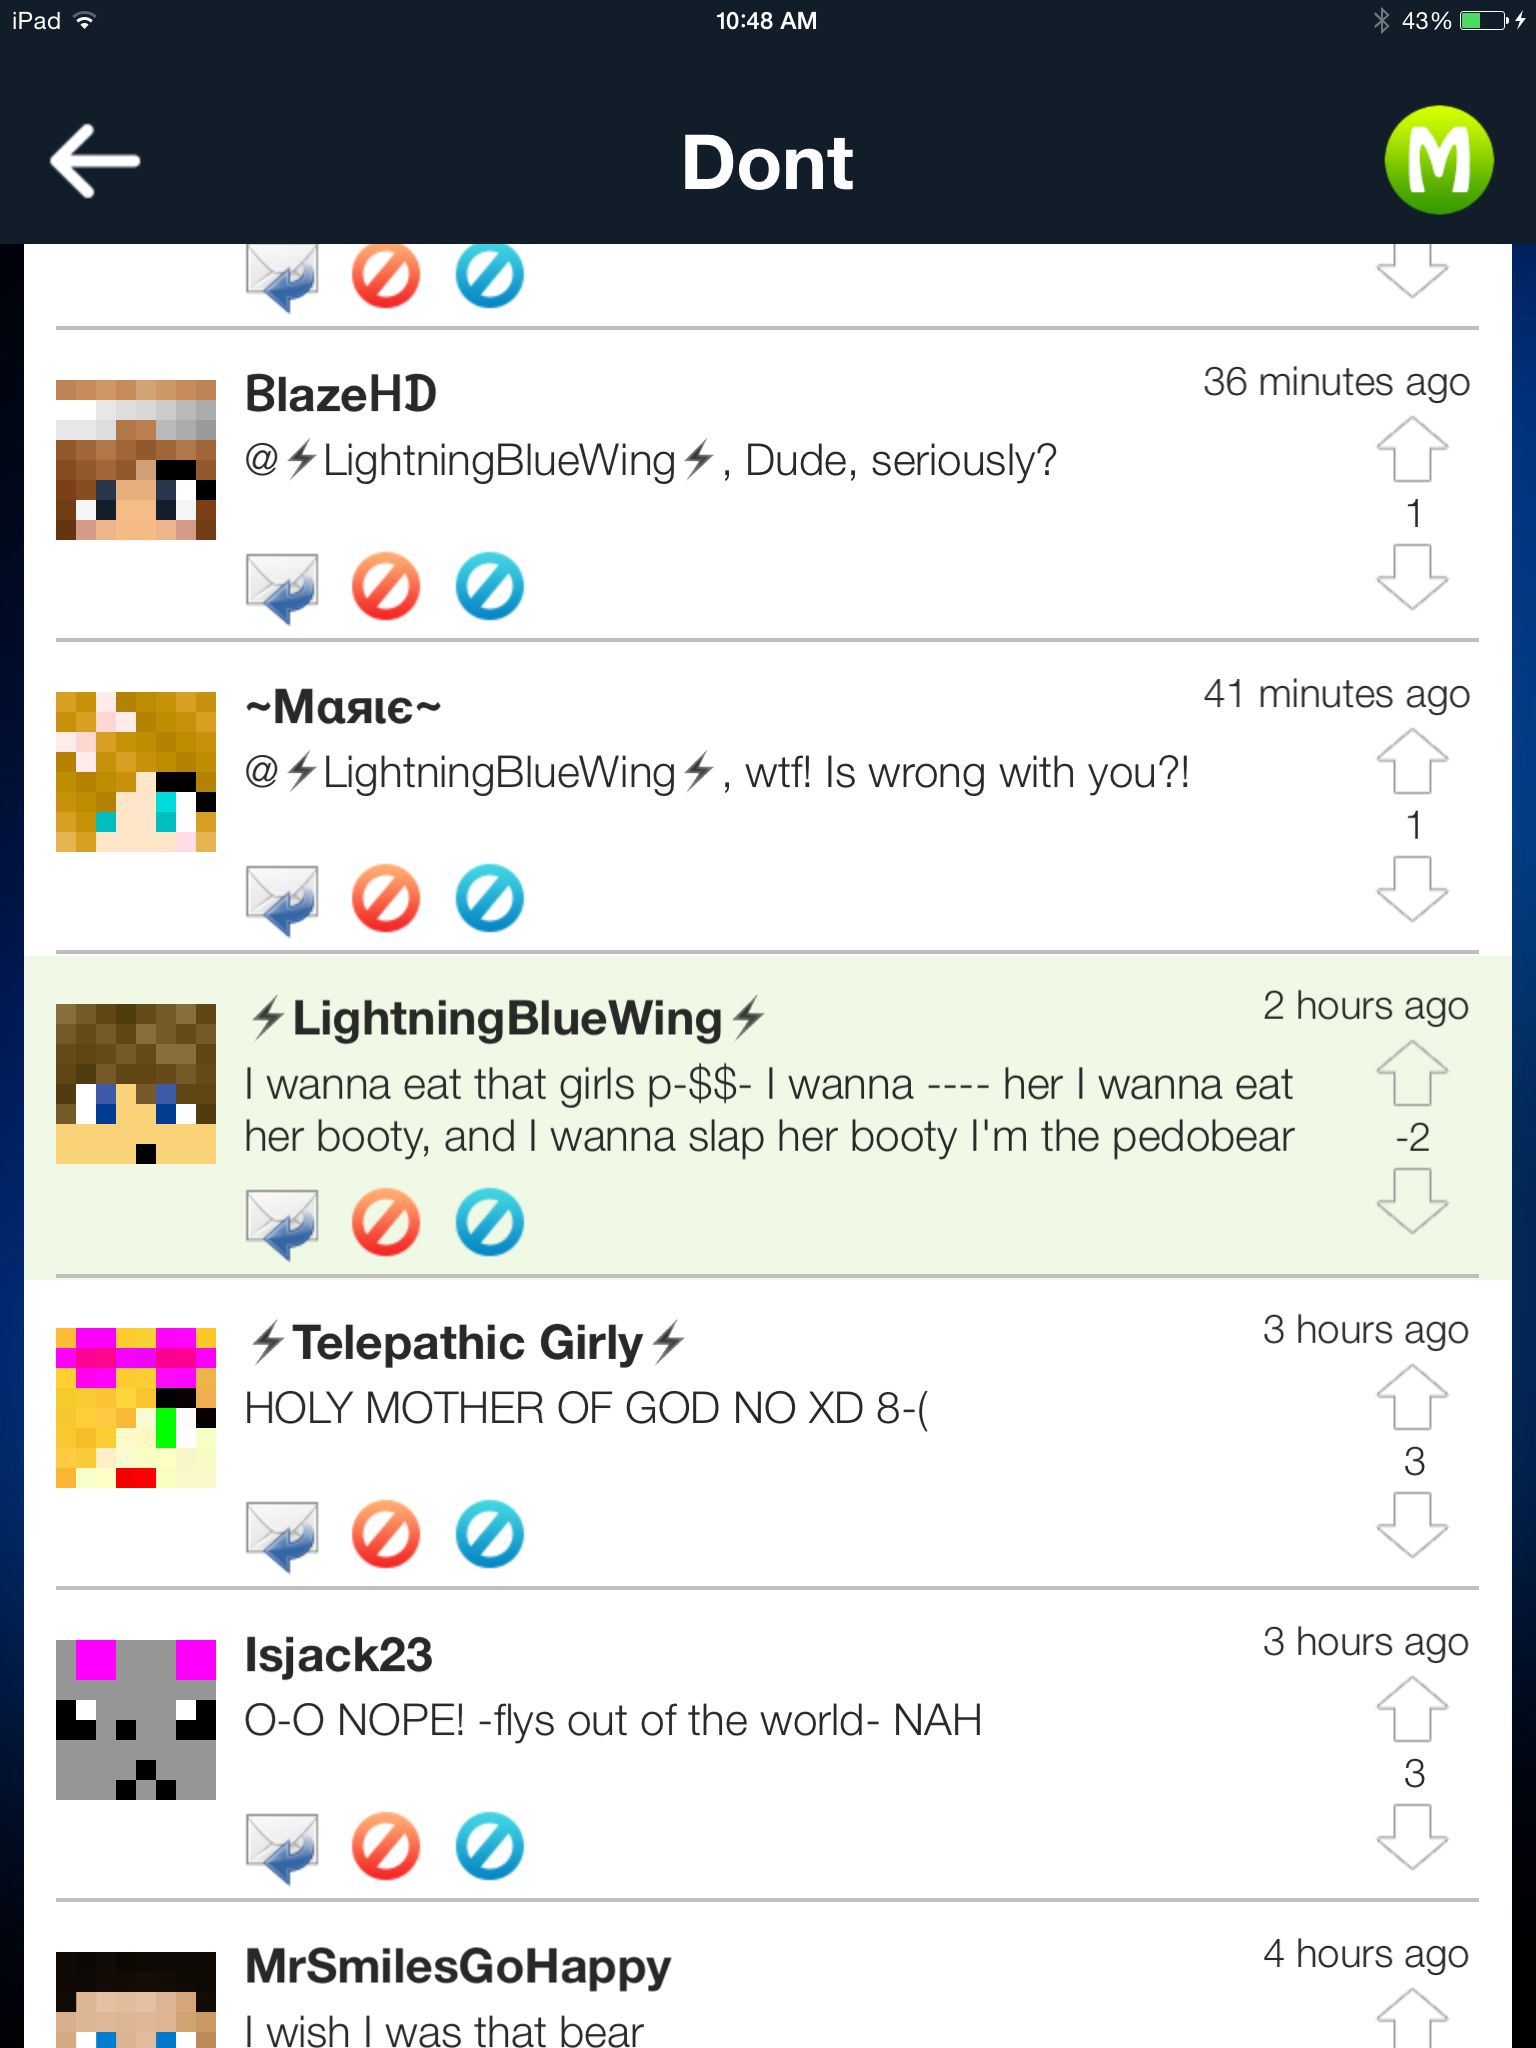 iPad 10:48 AM 43%
Dont
M
BlazeHD 36 minutes ago
@⚡LightningBlueWing⚡, Dude, seriously?
1
~Mαяιє~ 41 minutes ago
@⚡LightningBlueWing⚡, wtf! Is wrong with you?!
1
⚡LightningBlueWing⚡ 2 hours ago
I wanna eat that girls p-$$- I wanna ---- her I wanna eat
her booty, and I wanna slap her booty I'm the pedobear
-2
⚡Telepathic Girly⚡ 3 hours ago
HOLY MOTHER OF GOD NO XD 8-(
3
Isjack23 3 hours ago
O-O NOPE! -flys out of the world- NAH
3
MrSmilesGoHappy 4 hours ago
I wish I was that bear